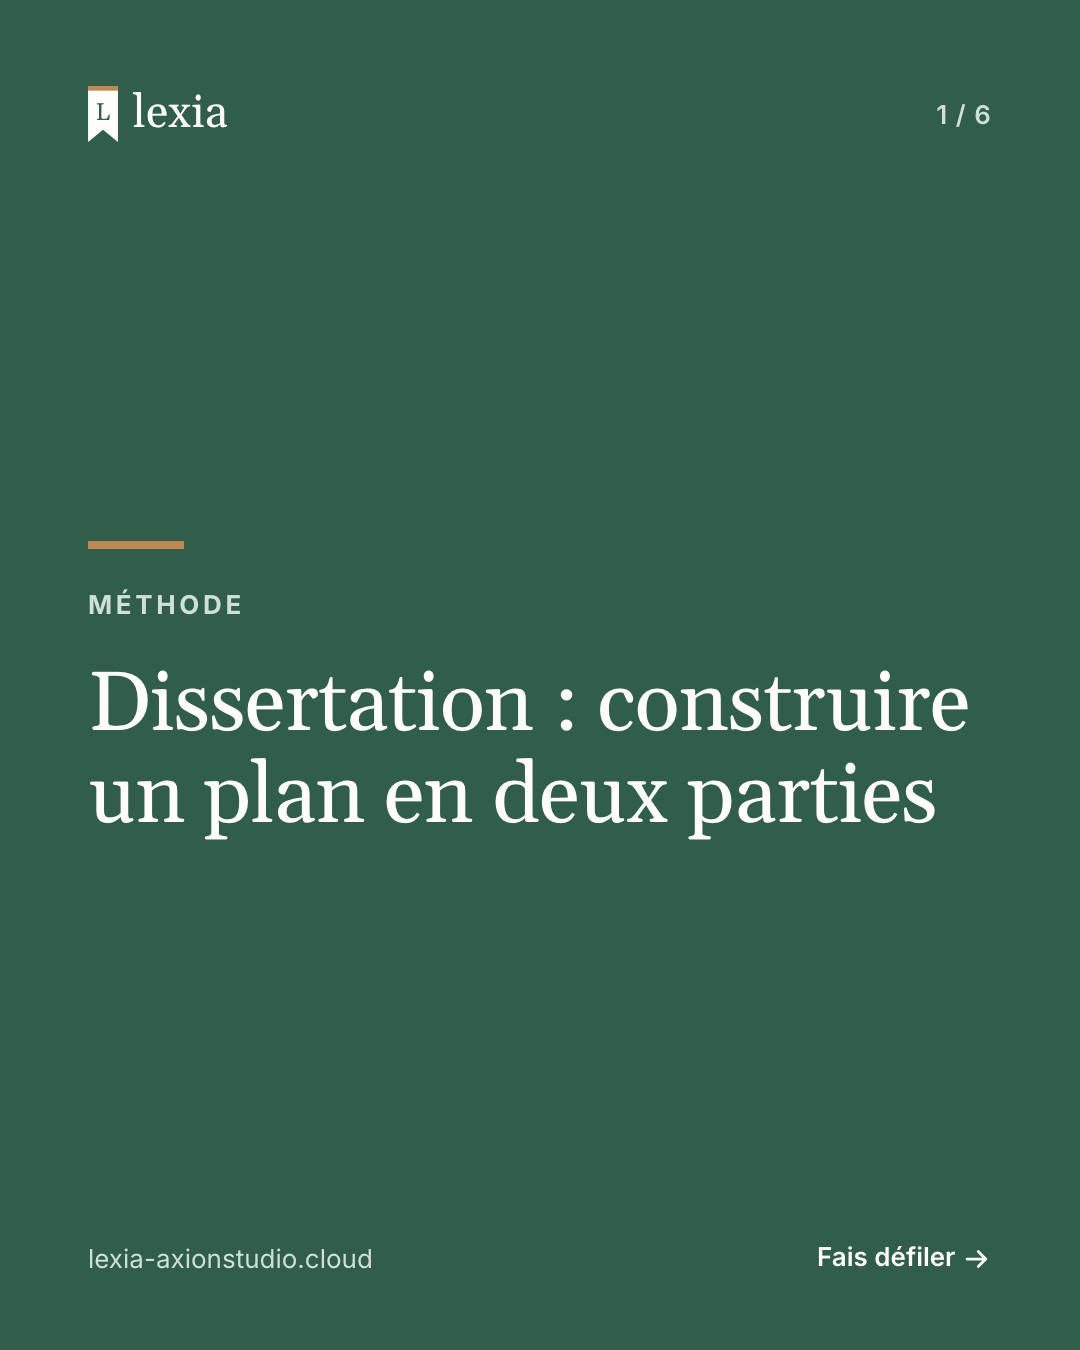 L lexia
1 / 6
MÉTHODE
Dissertation : construire
un plan en deux parties
lexia-axionstudio.cloud
Fais défiler →